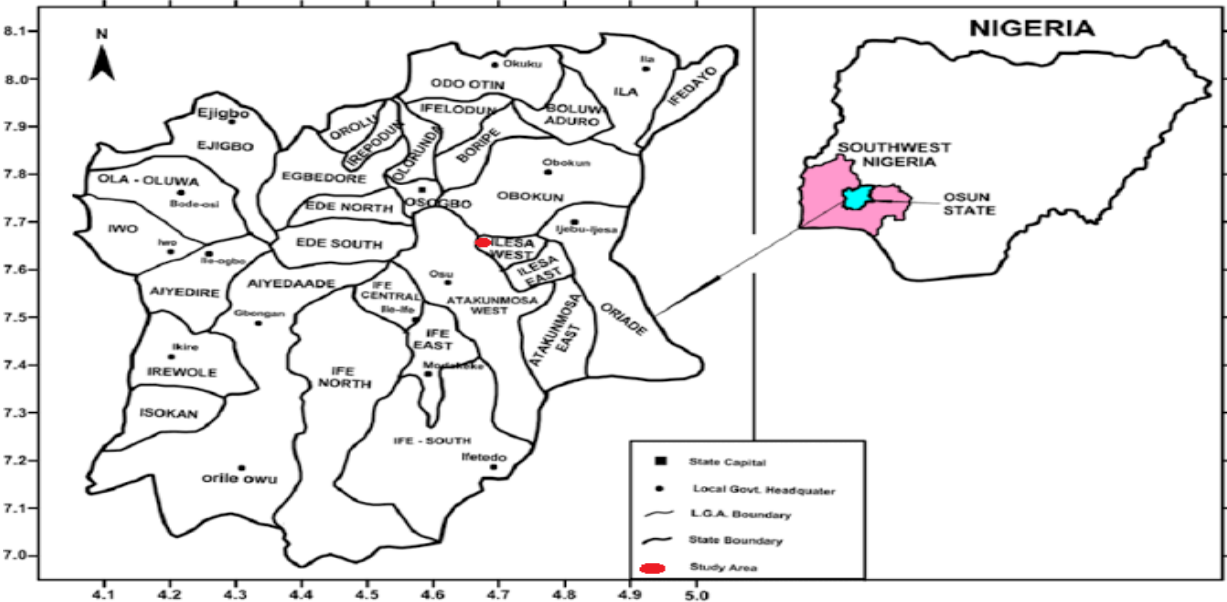 NIGERIA
N
8.1
8.0
7.9
7.8
7.7
7.6
7.5
7.4
7.3
7.2
7.1
7.0
Okuku
ODO OTIN
Ila
ILA
IFEDAYO
Ejigbo
EJIGBO
OROLU
IREPODUN
OLORUNDA
IFELODUN
BOLUWA
ADURO
BORIPE
OLA - OLUWA
Bode-osi
EGBEDORE
Obokun
OBOKUN
EDE NORTH
OSOGBO
IWO
Iwo
Ile-ogbo
EDE SOUTH
Ijebu-Ijesa
ILESA
WEST
ILESA
EAST
AIYEDIRE
AIYEDAADE
Gbongan
IFE
CENTRAL
Ile-Ife
Osu
ATAKUNMOSA
WEST
ATAKUNMOSA
EAST
ORIADE
Ikire
IREWOLE
IFE
NORTH
IFE
EAST
Modakeke
ISOKAN
IFE - SOUTH
Ifetedo
orile owu
SOUTHWEST
NIGERIA
OSUN
STATE
State Capital
Local Govt. Headquater
L.G.A. Boundary
State Boundary
Study Area
4.1 4.2 4.3 4.4 4.5 4.6 4.7 4.8 4.9 5.0